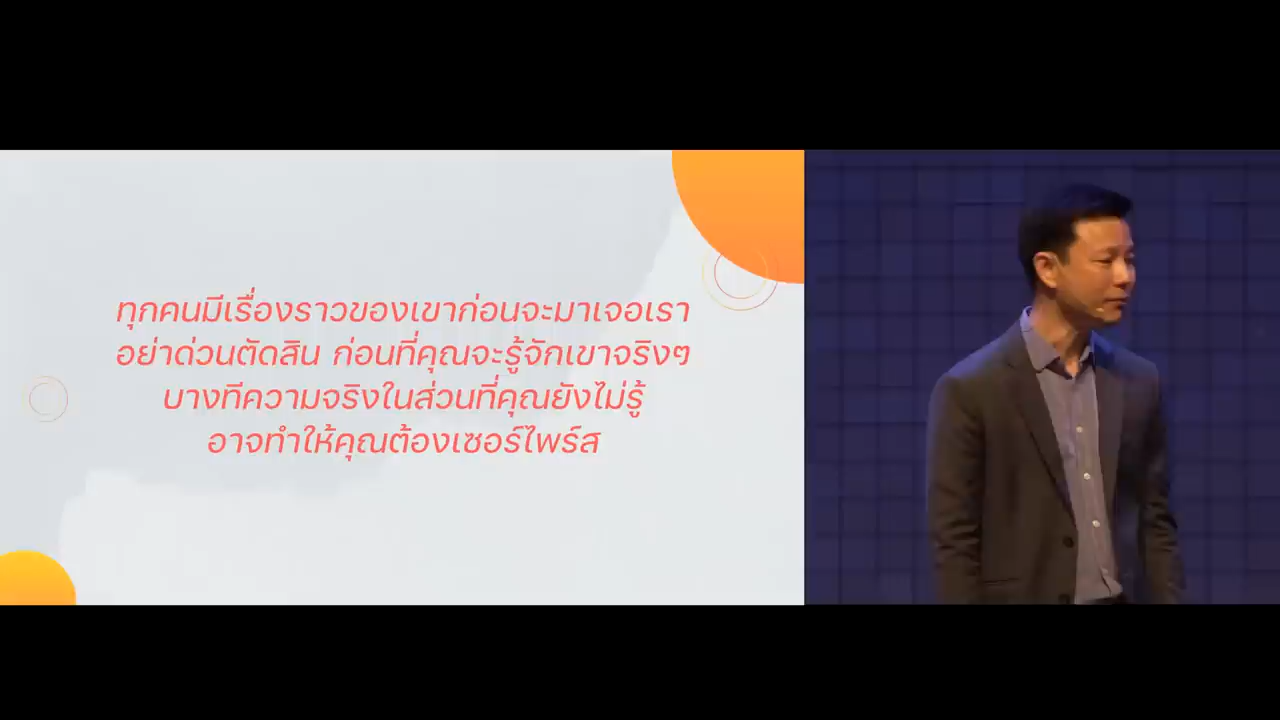 ทุกคนมีเรื่องราวของเขาก่อนจะมาเจอเรา
อย่าด่วนตัดสิน ก่อนที่คุณจะรู้จักเขาจริงๆ
บางทีความจริงในส่วนที่คุณยังไม่รู้
อาจทำให้คุณต้องเซอร์ไพร์ส